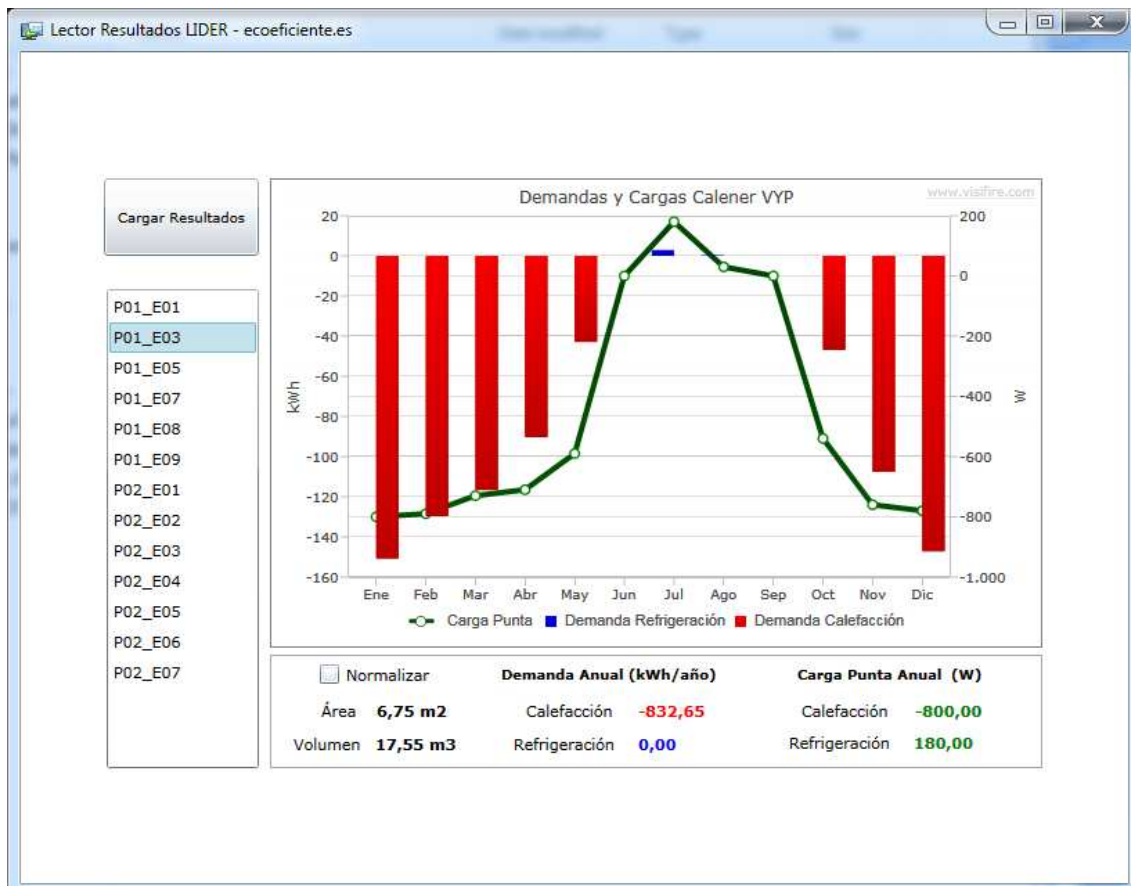 Lector Resultados LIDER - ecoeficiente.es
Cargar Resultados
P01_E01
P01_E03
P01_E05
P01_E07
P01_E08
P01_E09
P02_E01
P02_E02
P02_E03
P02_E04
P02_E05
P02_E06
P02_E07
www.visifire.com
Demandas y Cargas Calener VYP
20
0
-20
-40
-60
-80
-100
-120
-140
-160
kWh
200
0
-200
-400
-600
-800
-1.000
W
Ene Feb Mar Abr May Jun Jul Ago Sep Oct Nov Dic
Carga Punta Demanda Refrigeración Demanda Calefacción
Normalizar Demanda Anual (kWh/año) Carga Punta Anual (W)
Área 6,75 m2 Calefacción -832,65 Calefacción -800,00
Volumen 17,55 m3 Refrigeración 0,00 Refrigeración 180,00